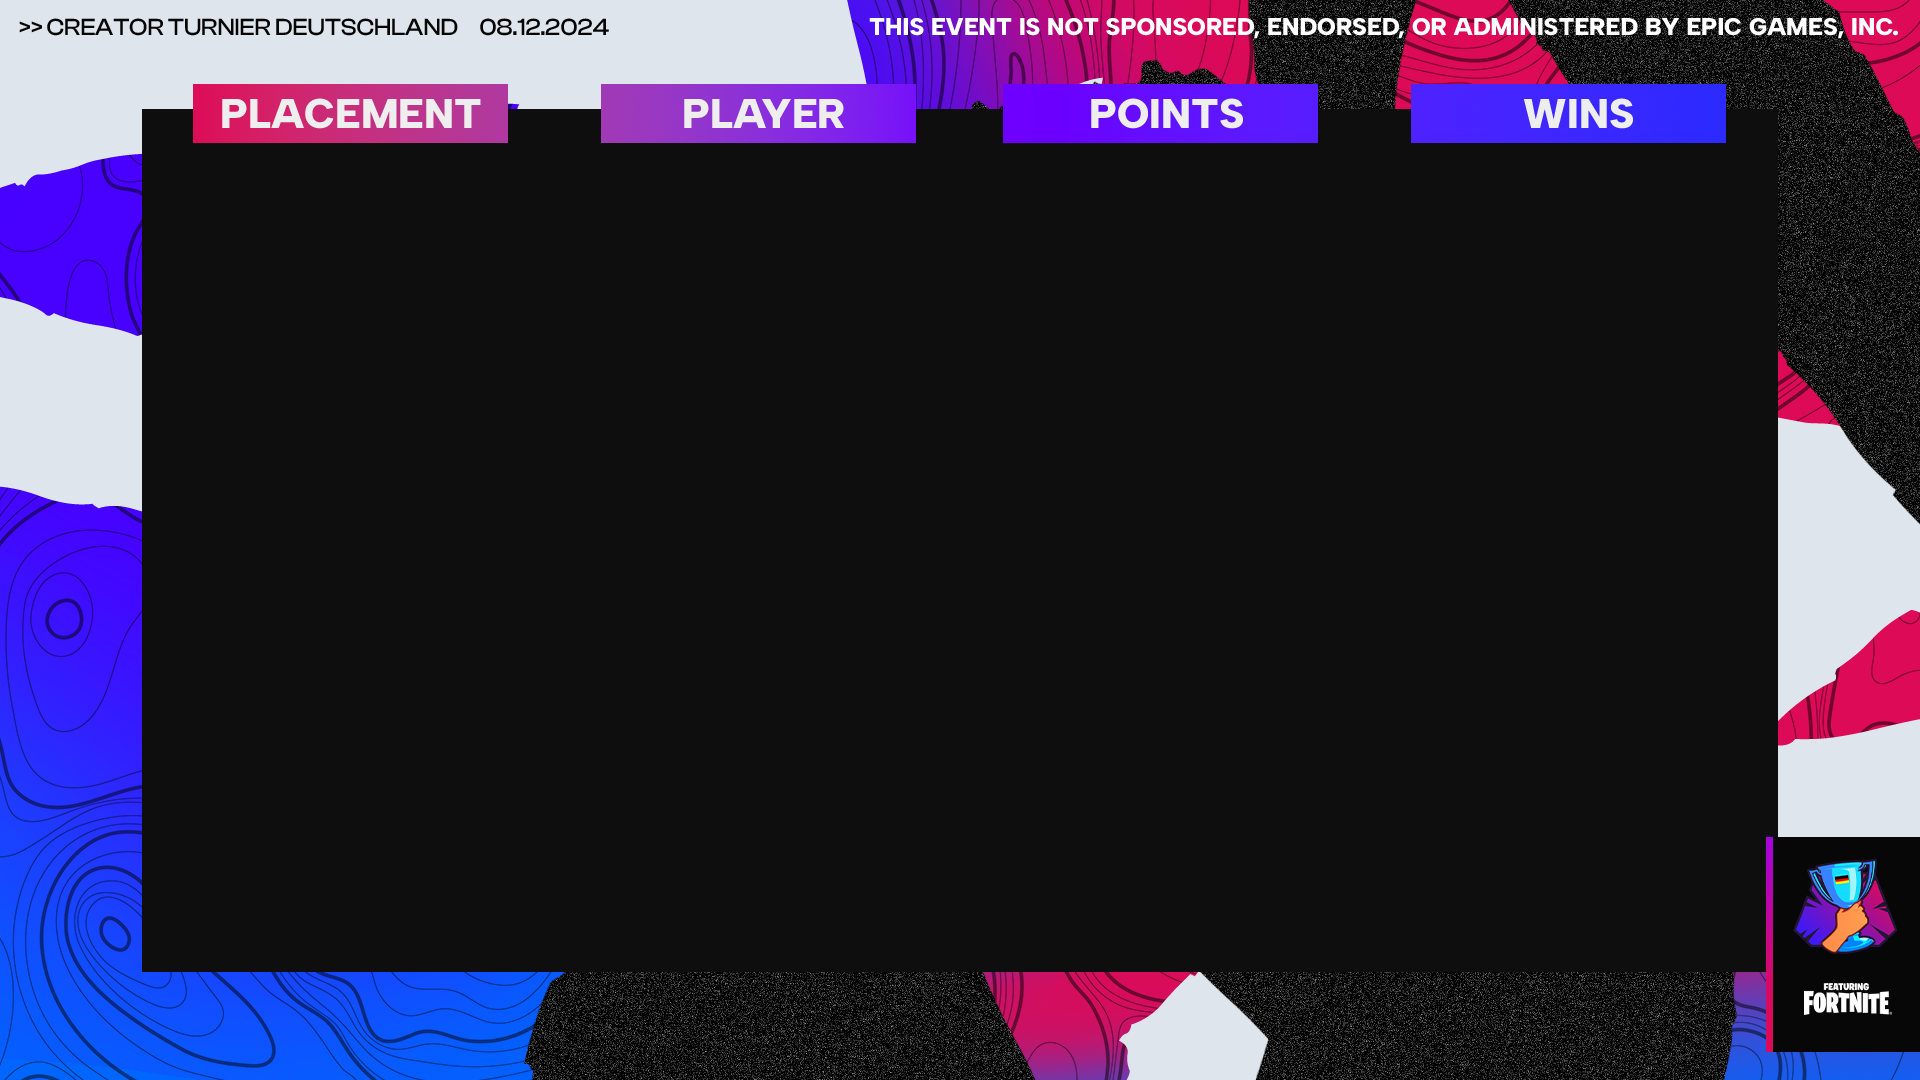 >> CREATOR TURNIER DEUTSCHLAND 08.12.2024
THIS EVENT IS NOT SPONSORED, ENDORSED, OR ADMINISTERED BY EPIC GAMES, INC.
PLACEMENT
PLAYER
POINTS
WINS
FEATURING
FORTNITE